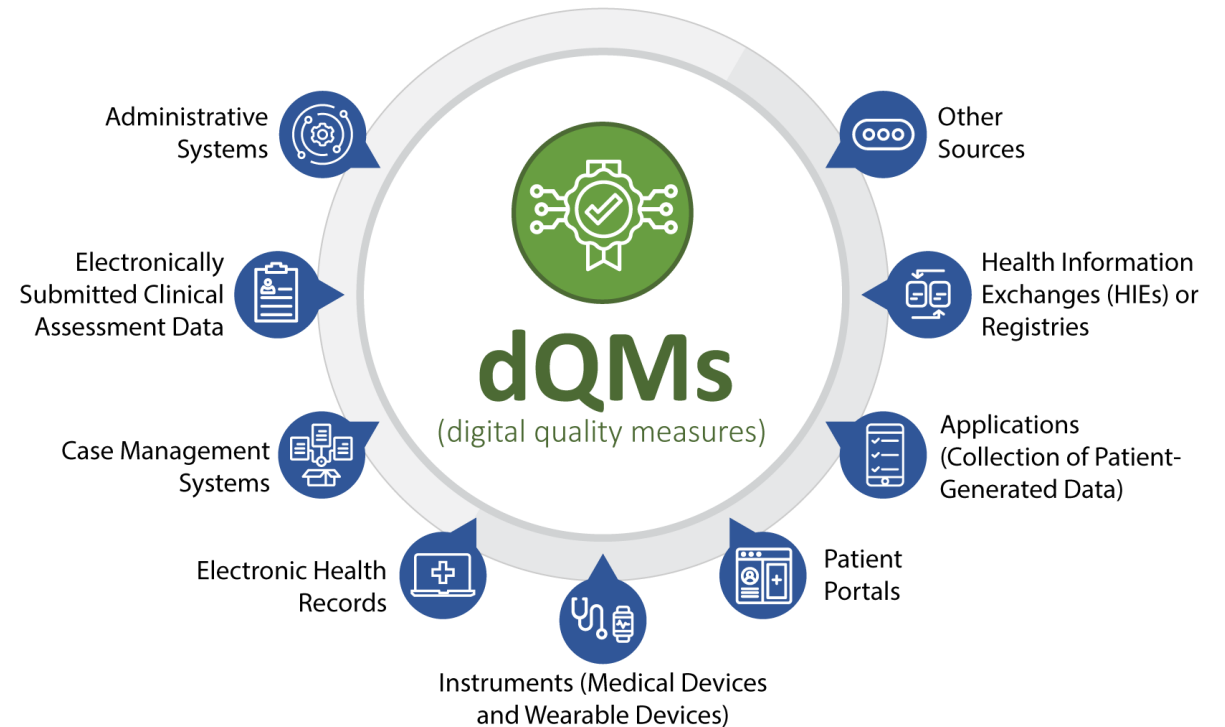 Administrative
Systems
Electronically
Submitted Clinical
Assessment Data
Case Management
Systems
Electronic Health
Records
Instruments (Medical Devices
and Wearable Devices)
Patient
Portals
Applications
(Collection of Patient-
Generated Data)
Health Information
Exchanges (HIEs) or
Registries
Other
Sources
dQMs
(digital quality measures)